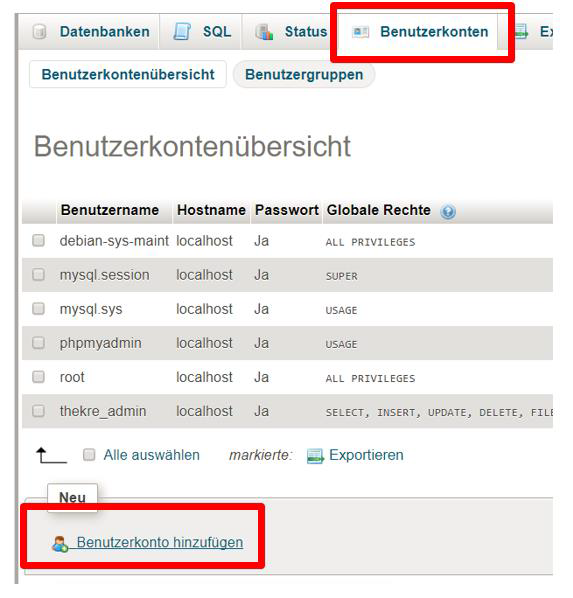 Datenbanken SQL Status Benutzerkonten Ex
Benutzerkontenübersicht Benutzergruppen
Benutzerkontenübersicht
Benutzername Hostname Passwort Globale Rechte
debian-sys-maint localhost Ja ALL PRIVILEGES
mysql.session localhost Ja SUPER
mysql.sys localhost Ja USAGE
phpmyadmin localhost Ja USAGE
root localhost Ja ALL PRIVILEGES
thekre_admin localhost Ja SELECT, INSERT, UPDATE, DELETE, FILE
Alle auswählen markierte: Exportieren
Neu
Benutzerkonto hinzufügen